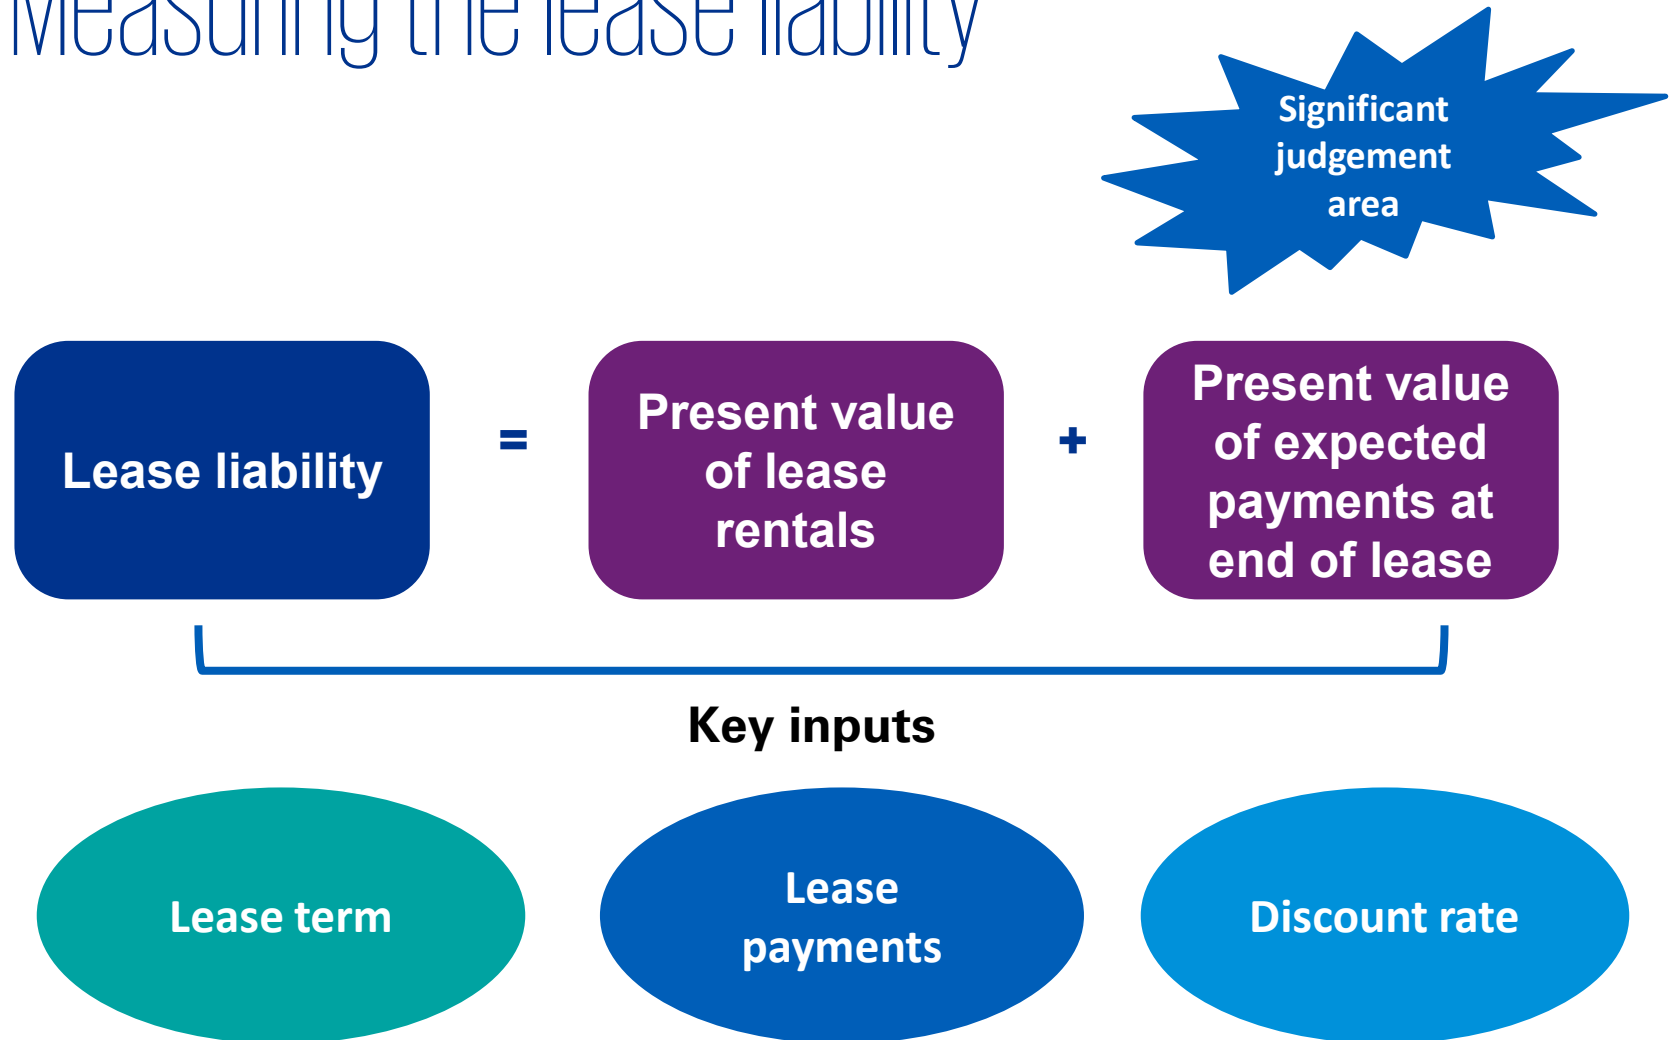 Measuring the lease liability
Significant
judgement
area
Lease liability
=
Present value
of lease
rentals
+
Present value
of expected
payments at
end of lease
Key inputs
Lease term
Lease
payments
Discount rate